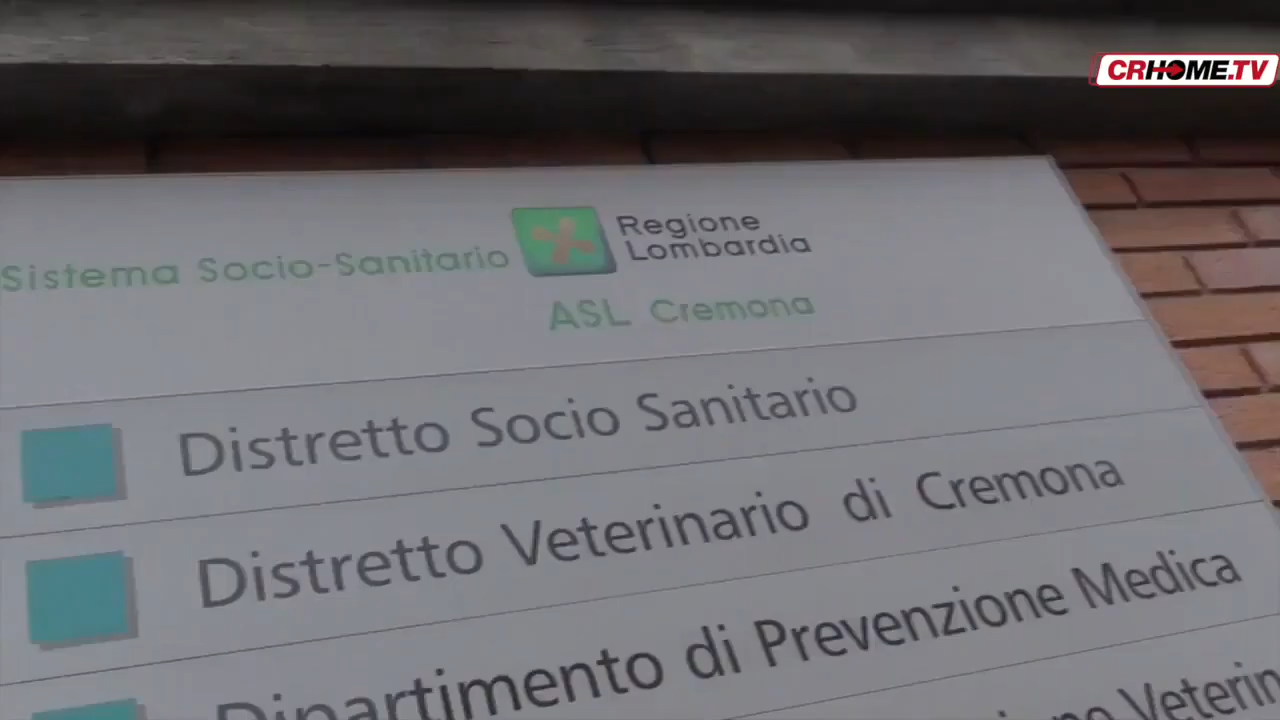 CRHOME.TV
Sistema Socio-Sanitario
Regione
Lombardia
ASL Cremona
Distretto Socio Sanitario
Distretto Veterinario di Cremona
Dipartimento di Prevenzione Medica